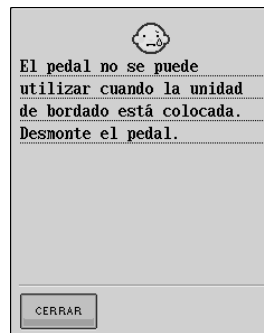 El pedal no se puede
utilizar cuando la unidad
de bordado está colocada.
Desmonte el pedal.
CERRAR